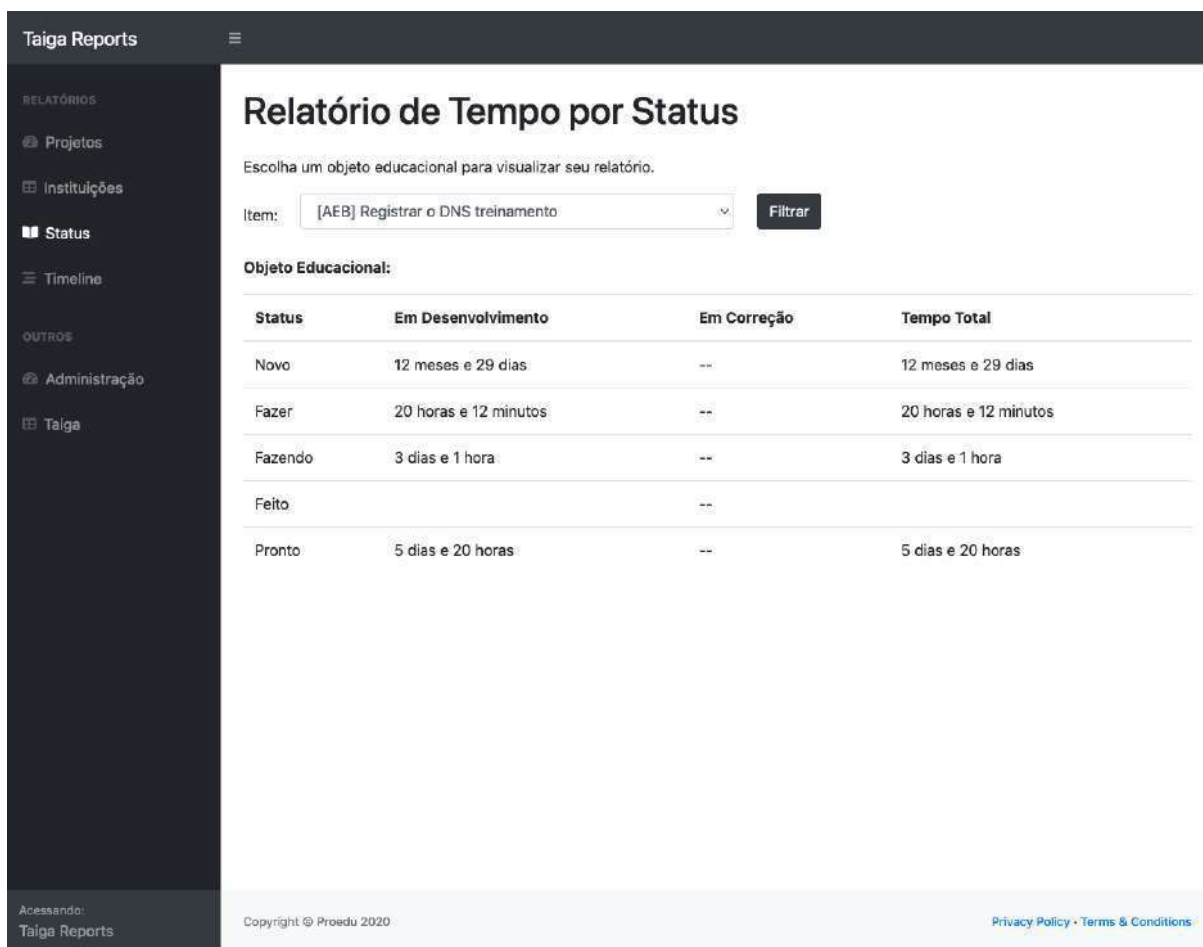 Taiga Reports
RELATÓRIOS
Projetos
Instituições
Status
Timeline
OUTROS
Administração
Taiga
Acessando:
Taiga Reports
Relatório de Tempo por Status
Escolha um objeto educacional para visualizar seu relatório.
Item: [AEB] Registrar o DNS treinamento Filtrar
Objeto Educacional:
Status Em Desenvolvimento Em Correção Tempo Total
Novo 12 meses e 29 dias -- 12 meses e 29 dias
Fazer 20 horas e 12 minutos -- 20 horas e 12 minutos
Fazendo 3 dias e 1 hora -- 3 dias e 1 hora
Feito --
Pronto 5 dias e 20 horas -- 5 dias e 20 horas
Copyright © Proedu 2020 Privacy Policy · Terms & Conditions